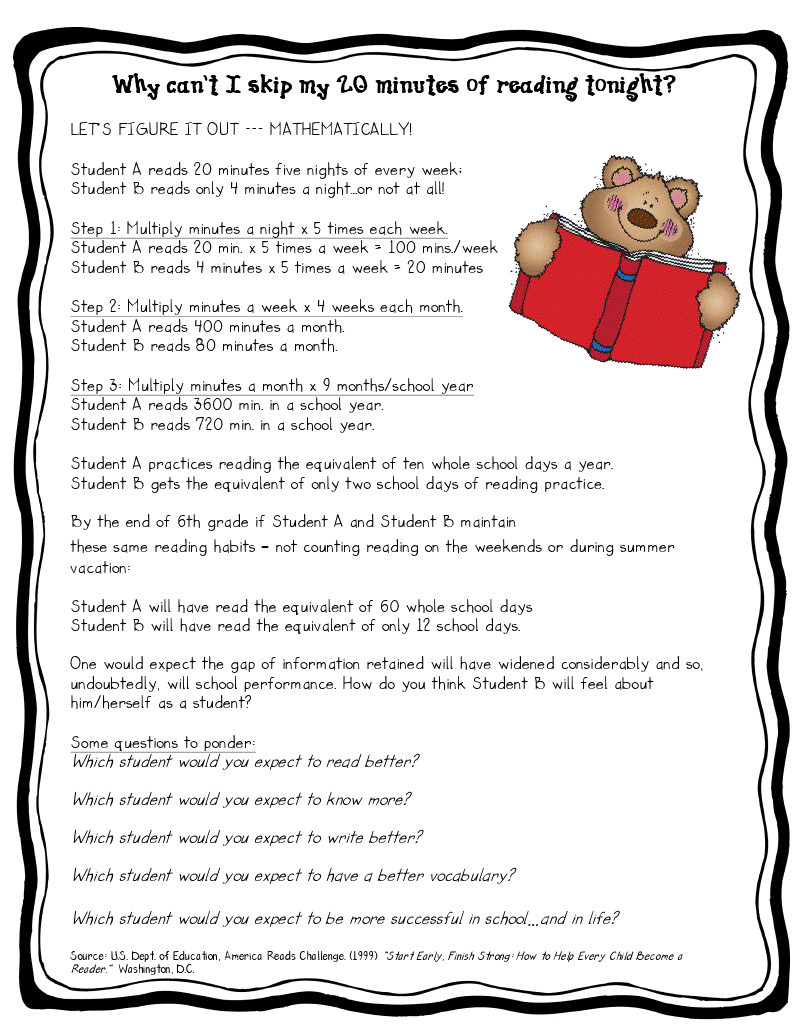 Why can't I skip my 20 minutes of reading tonight?
LET'S FIGURE IT OUT --- MATHEMATICALLY!
Student A reads 20 minutes five nights of every week;
Student B reads only 4 minutes a night...or not at all!
Step 1: Multiply minutes a night x 5 times each week.
Student A reads 20 min. x 5 times a week = 100 mins./week
Student B reads 4 minutes x 5 times a week = 20 minutes
Step 2: Multiply minutes a week x 4 weeks each month.
Student A reads 400 minutes a month.
Student B reads 80 minutes a month.
Step 3: Multiply minutes a month x 9 months/school year
Student A reads 3600 min. in a school year.
Student B reads 720 min. in a school year.
Student A practices reading the equivalent of ten whole school days a year.
Student B gets the equivalent of only two school days of reading practice.
By the end of 6th grade if Student A and Student B maintain
these same reading habits – not counting reading on the weekends or during summer
vacation:
Student A will have read the equivalent of 60 whole school days
Student B will have read the equivalent of only 12 school days.
One would expect the gap of information retained will have widened considerably and so,
undoubtedly, will school performance. How do you think Student B will feel about
him/herself as a student?
Some questions to ponder:
Which student would you expect to read better?
Which student would you expect to know more?
Which student would you expect to write better?
Which student would you expect to have a better vocabulary?
Which student would you expect to be more successful in school...and in life?
Source: U.S. Dept. of Education, America Reads Challenge. (1999) "Start Early, Finish Strong: How to Help Every Child Become a
Reader." Washington, D.C.